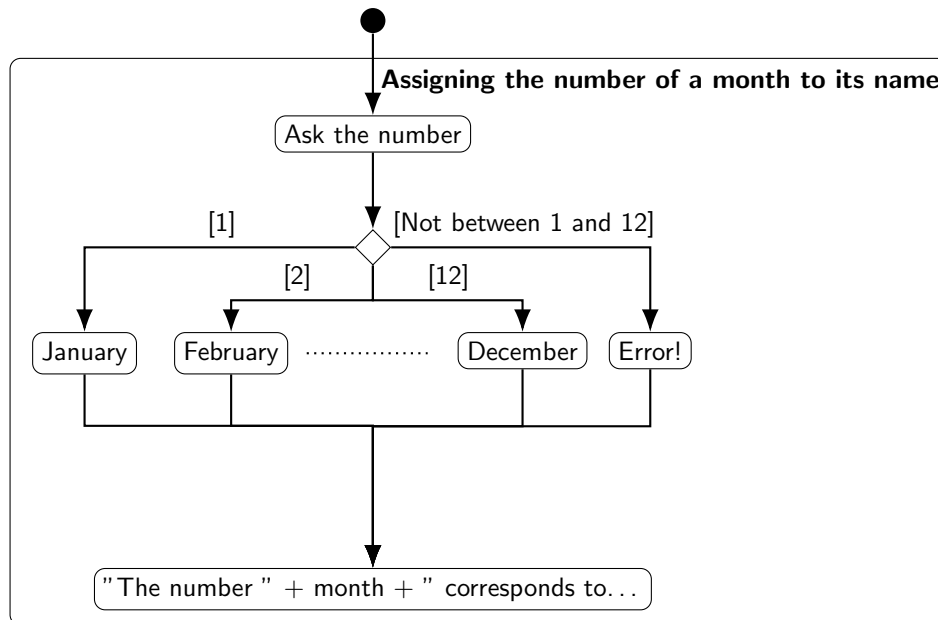 Assigning the number of a month to its name
Ask the number
[1]
[Not between 1 and 12]
[2]
[12]
January
February
December
Error!
”The number ” + month + ” corresponds to...